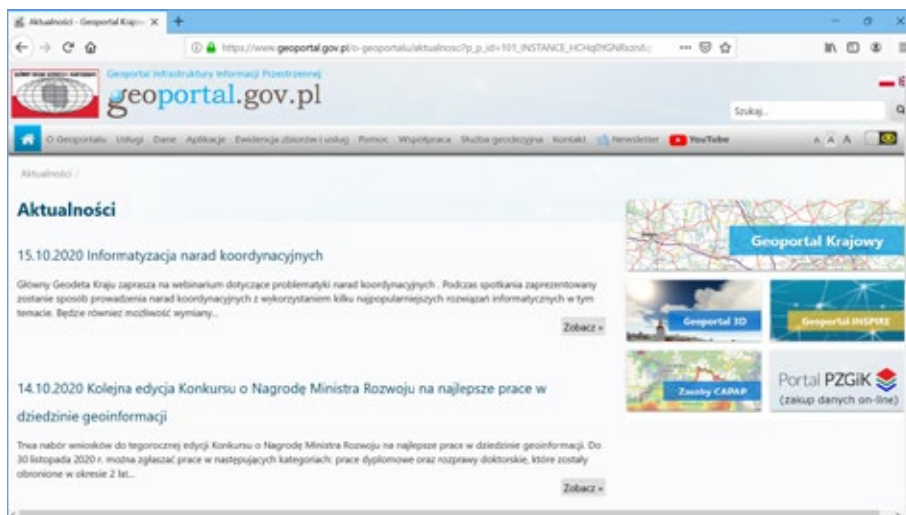 Aktualności - Geoportal Krajow
https://www.geoportal.gov.pl/o-geoportalu/aktualnosc?p_p_id=101_INSTANCE_
Geoportal Infrastruktury Informacji Przestrzennej
geoportal.gov.pl
Szukaj...
O Geoportalu Usługi Dane Aplikacje Ewidencja zbiorów i usług Pomoc Współpraca Służba geodezyjna Kontakt Newsletter YouTube A A A
Aktualności /
Aktualności
Geoportal Krajowy
15.10.2020 Informatyzacja narad koordynacyjnych
Główny Geodeta Kraju zaprasza na webinarium dotyczące problematyki narad koordynacyjnych . Podczas spotkania zaprezentowany
zostanie sposób prowadzenia narad koordynacyjnych z wykorzystaniem kilku najpopularniejszych rozwiązań informatycznych w tym
temacie. Będzie również możliwość wymiany...
Zobacz »
Geoportal 3D
Geoportal INSPIRE
Zasoby CAPAP
Portal PZGiK
(zakup danych on-line)
14.10.2020 Kolejna edycja Konkursu o Nagrodę Ministra Rozwoju na najlepsze prace w
dziedzinie geoinformacji
Trwa nabór wniosków do tegorocznej edycji Konkursu o Nagrodę Ministra Rozwoju na najlepsze prace w dziedzinie geoinformacji. Do
30 listopada 2020 r. można zgłaszać prace w następujących kategoriach: prace dyplomowe oraz rozprawy doktorskie, które zostały
obronione w okresie 2 lat...
Zobacz »